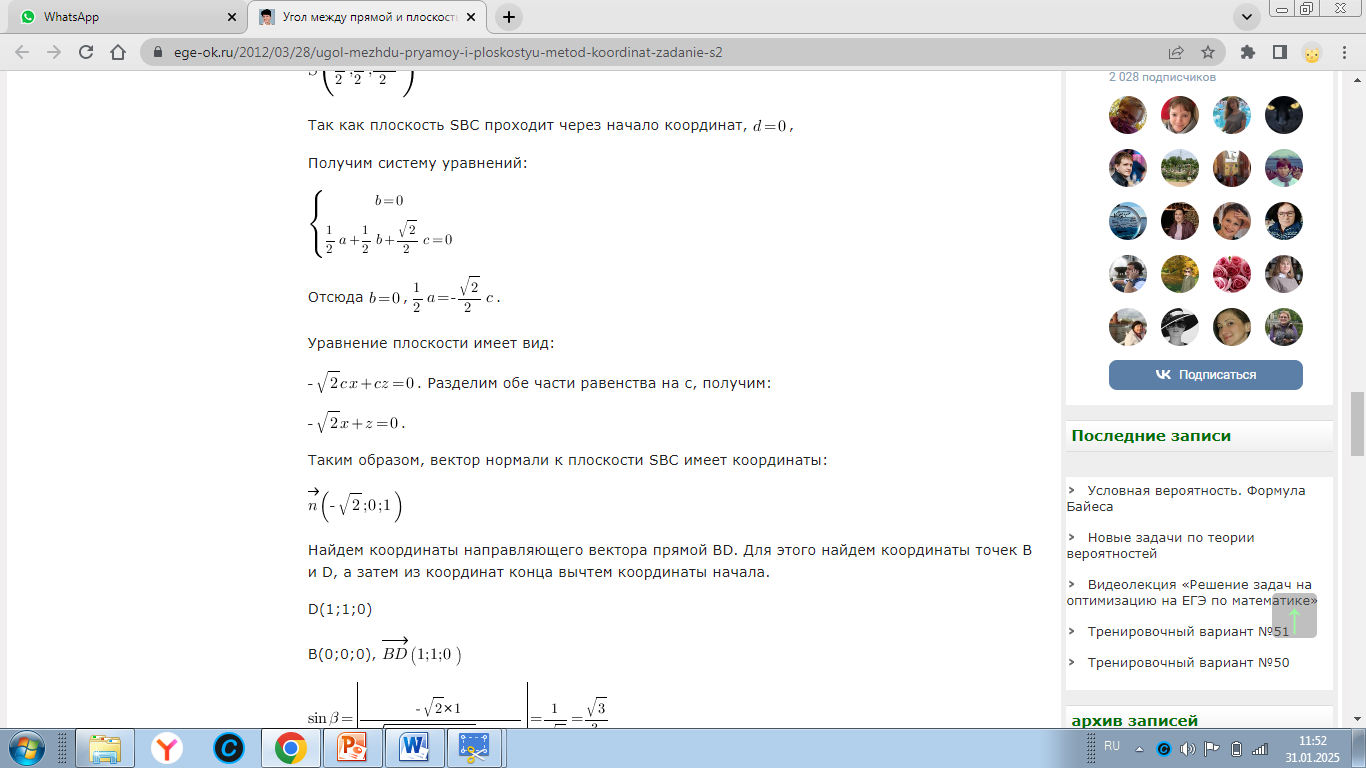 WhatsApp
Угол между прямой и плоскость
ege-ok.ru/2012/03/28/ugol-mezhdu-pryamoy-i-ploskostyu-metod-koordinat-zadanie-s2
2 ; 2 ; 2
Так как плоскость SBC проходит через начало координат, d=0,
Получим систему уравнений:
b=0
1/2 a+1/2 b+√2/2 c=0
Отсюда b=0, 1/2 a=-√2/2 c.
Уравнение плоскости имеет вид:
-√2cx+cz=0. Разделим обе части равенства на с, получим:
-√2x+z=0.
Таким образом, вектор нормали к плоскости SBC имеет координаты:
n(-√2;0;1)
Найдем координаты направляющего вектора прямой BD. Для этого найдем координаты точек B
и D, а затем из координат конца вычтем координаты начала.
D(1;1;0)
B(0;0;0), BD(1;1;0)
sin β=|-√2×1|=1=√3
2 028 подписчиков
Подписаться
Последние записи
Условная вероятность. Формула
Байеса
Новые задачи по теории
вероятностей
Видеолекция «Решение задач на
оптимизацию на ЕГЭ по математике»
Тренировочный вариант №51
Тренировочный вариант №50
архив записей
RU
11:52
31.01.2025